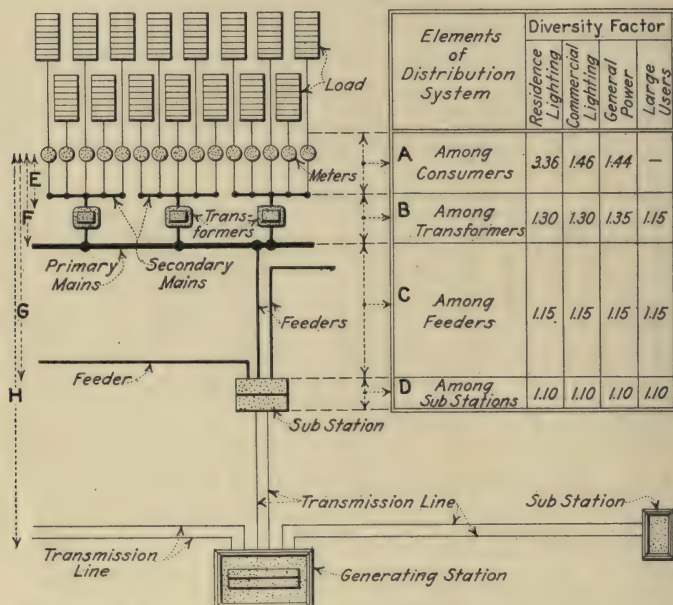 Elements
of
Distribution
System
Diversity Factor
Residence
Lighting
Commercial
Lighting
General
Power
Large
Users
A Among
Consumers
3.36 1.46 1.44 —
B Among
Transformers
1.30 1.30 1.35 1.15
C Among
Feeders
1.15 1.15 1.15 1.15
D Among
Sub Stations
1.10 1.10 1.10 1.10
Load
Meters
E
F
G
H
Trans-
formers
Primary
Mains
Secondary
Mains
Feeders
Feeder
Sub Station
Transmission Line
Sub Station
Transmission
Line
Generating Station